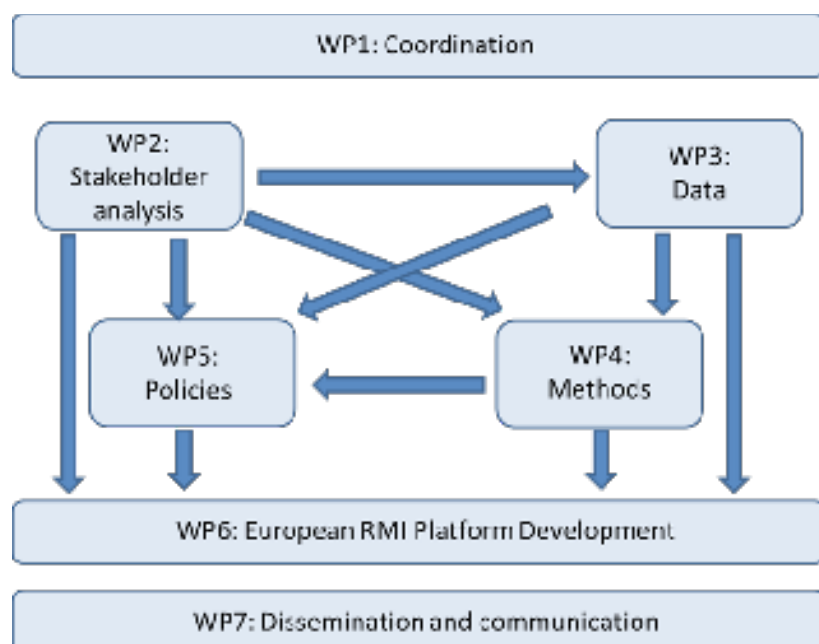 WP1: Coordination
WP2:
Stakeholder
analysis
WP3:
Data
WP5:
Policies
WP4:
Methods
WP6: European RMI Platform Development
WP7: Dissemination and communication